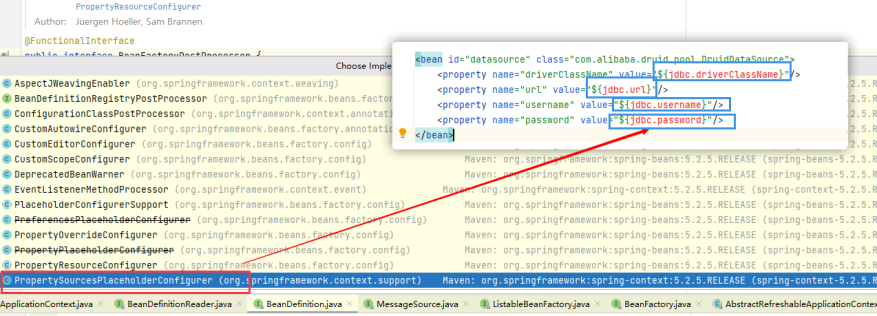 PropertyResourceConfigurer
Author: Juergen Hoeller, Sam Brannen
@FunctionalInterface
public interface BeanFactoryPostProcessor {
Choose Imple
<bean id="datasource" class="com.alibaba.druid.pool.DruidDataSource">
<property name="driverClassName" value="${jdbc.driverClassName}"/>
<property name="url" value="${jdbc.url}"/>
<property name="username" value="${jdbc.username}"/>
<property name="password" value="${jdbc.password}"/>
</bean>
AspectJWeavingEnabler (org.springframework.context.weaving)
BeanDefinitionRegistryPostProcessor (org.springframework.beans.factor
ConfigurationClassPostProcessor (org.springframework.context.annotati
CustomAutowireConfigurer (org.springframework.beans.factory.annotatio
CustomEditorConfigurer (org.springframework.beans.factory.config)
CustomScopeConfigurer (org.springframework.beans.factory.config) Maven: org.springframework:spring-beans:5.2.5.RELEASE (spring-beans-5.2.5.R
DeprecatedBeanWarner (org.springframework.beans.factory.config) Maven: org.springframework:spring-beans:5.2.5.RELEASE (spring-beans-5.2.5.R
EventListenerMethodProcessor (org.springframework.context.event) Maven: org.springframework:spring-context:5.2.5.RELEASE (spring-context-5.2.5.R
PlaceholderConfigurerSupport (org.springframework.beans.factory.config) Maven: org.springframework:spring-beans:5.2.5.RELEASE (spring-beans-5.2.5.R
PreferencesPlaceholderConfigurer (org.springframework.beans.factory.config) Maven: org.springframework:spring-beans:5.2.5.RELEASE (spring-beans-5.2.5.R
PropertyOverrideConfigurer (org.springframework.beans.factory.config) Maven: org.springframework:spring-beans:5.2.5.RELEASE (spring-beans-5.2.5.R
PropertyPlaceholderConfigurer (org.springframework.beans.factory.config) Maven: org.springframework:spring-beans:5.2.5.RELEASE (spring-beans-5.2.5.R
PropertyResourceConfigurer (org.springframework.beans.factory.config) Maven: org.springframework:spring-beans:5.2.5.RELEASE (spring-beans-5.2.5.R
PropertySourcesPlaceholderConfigurer (org.springframework.context.support) Maven: org.springframework:spring-context:5.2.5.RELEASE (spring-context-5.2.5.R
ApplicationContext.java BeanDefinitionReader.java BeanDefinition.java MessageSource.java ListableBeanFactory.java BeanFactory.java AbstractRefreshableApplicationContex